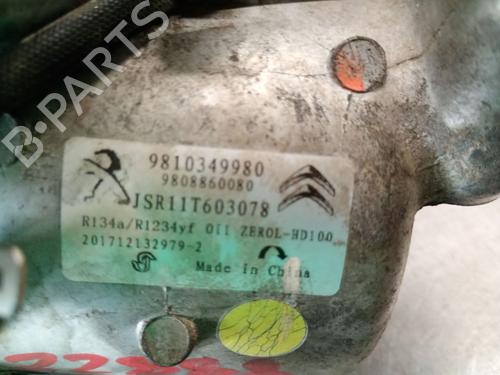 B-PARTS
9810349980
9808860080
JSR11T603078
R134a/R1234yf OIl ZEROL-HD100
201712132979-2
Made in China